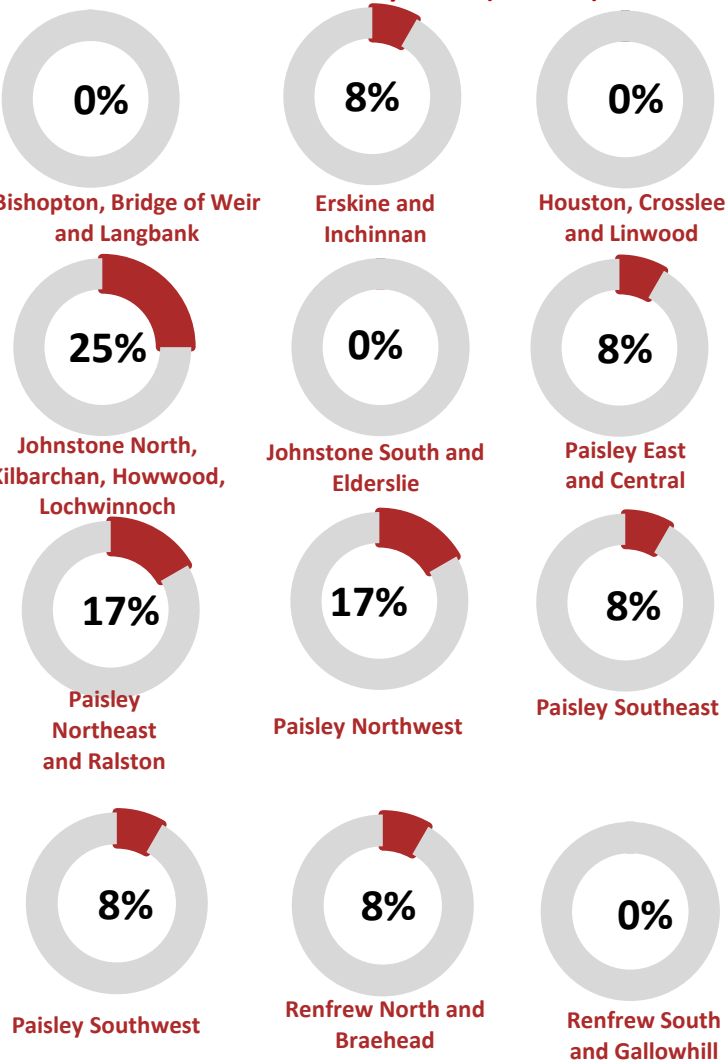 0%
8%
0%
Bishopton, Bridge of Weir
and Langbank
Erskine and
Inchinnan
Houston, Crosslee
and Linwood
25%
0%
8%
Johnstone North,
Kilbarchan, Howwood,
Lochwinnoch
Johnstone South and
Elderslie
Paisley East
and Central
17%
17%
8%
Paisley
Northeast
and Ralston
Paisley Northwest
Paisley Southeast
8%
8%
0%
Paisley Southwest
Renfrew North and
Braehead
Renfrew South
and Gallowhill